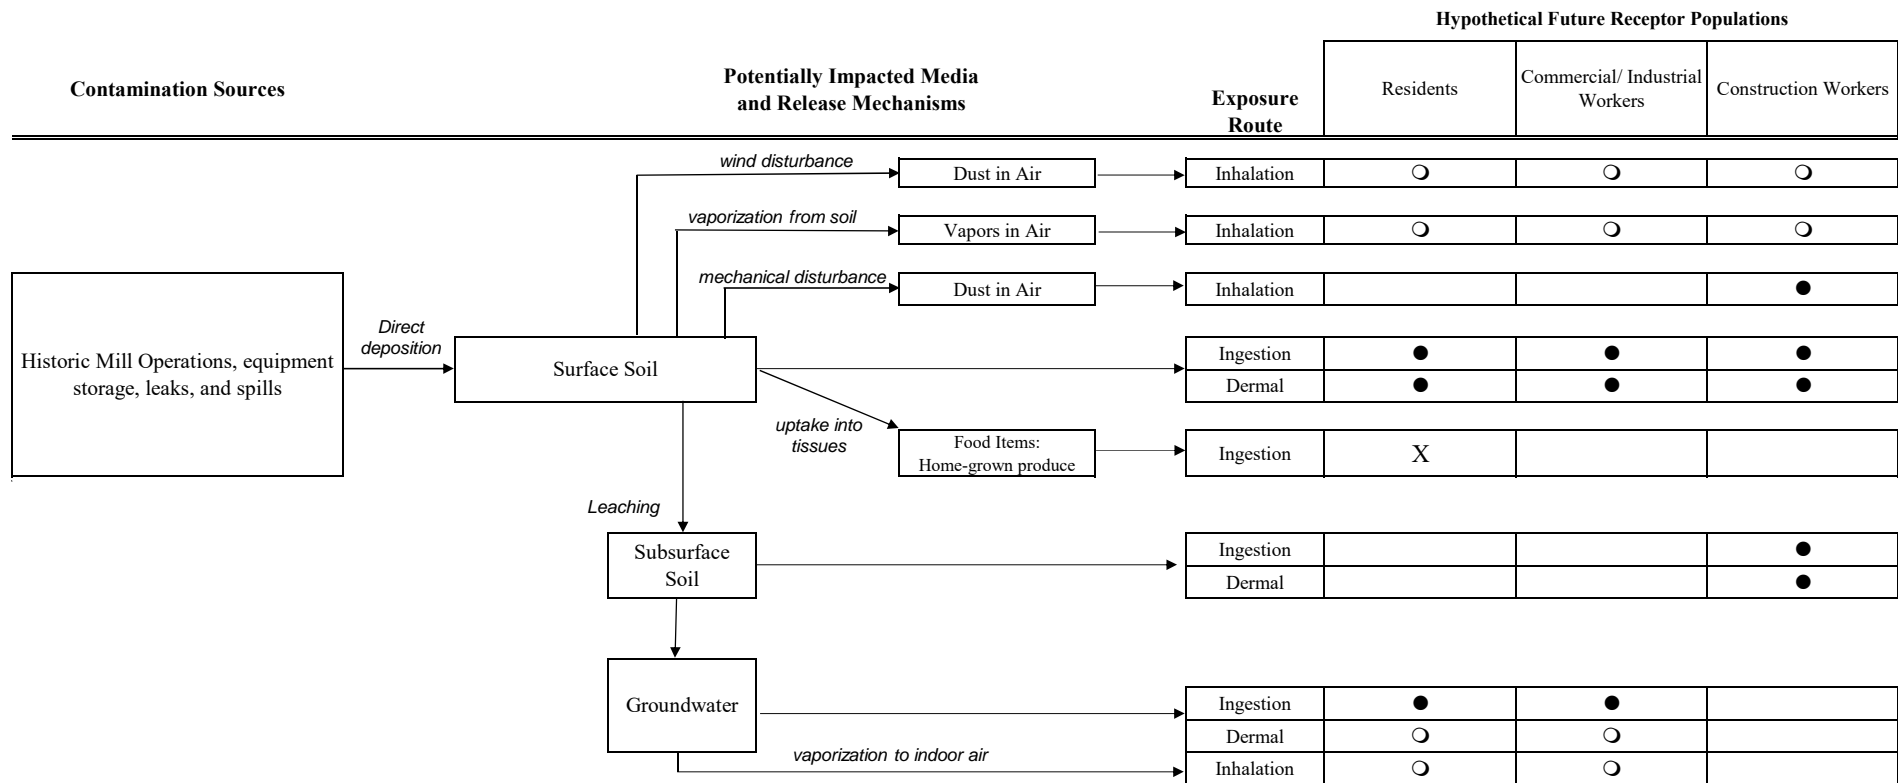 Hypothetical Future Receptor Populations
Contamination Sources
Potentially Impacted Media
and Release Mechanisms
Exposure
Route
Residents
Commercial/ Industrial
Workers
Construction Workers
wind disturbance
Dust in Air
Inhalation
❍
❍
❍
vaporization from soil
Vapors in Air
Inhalation
❍
❍
❍
mechanical disturbance
Dust in Air
Inhalation
●
Historic Mill Operations, equipment
storage, leaks, and spills
Direct
deposition
Surface Soil
Ingestion
●
●
●
Dermal
●
●
●
uptake into
tissues
Food Items:
Home-grown produce
Ingestion
X
Leaching
Subsurface
Soil
Ingestion
●
Dermal
●
Groundwater
Ingestion
●
●
Dermal
❍
❍
vaporization to indoor air
Inhalation
❍
❍